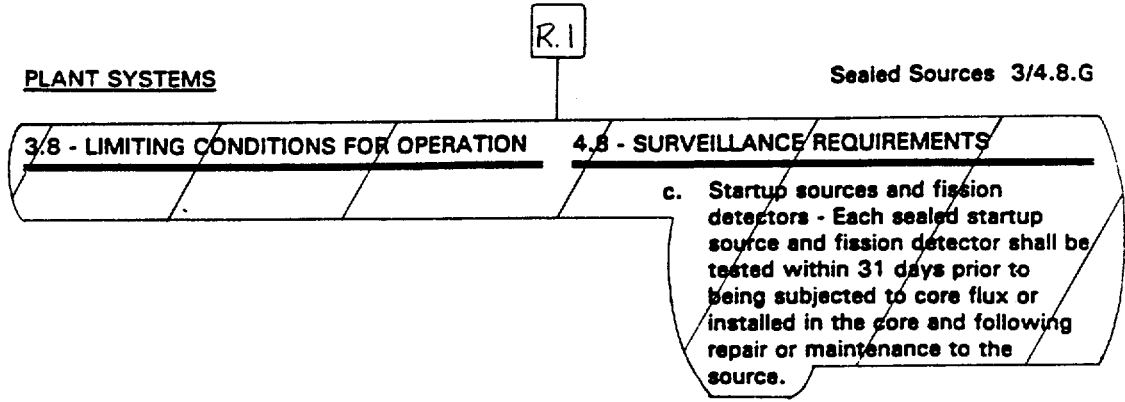 R.1
PLANT SYSTEMS
Sealed Sources 3/4.8.G
3.8 - LIMITING CONDITIONS FOR OPERATION
4.8 - SURVEILLANCE REQUIREMENTS
c. Startup sources and fission
detectors - Each sealed startup
source and fission detector shall be
tested within 31 days prior to
being subjected to core flux or
installed in the core and following
repair or maintenance to the
source.